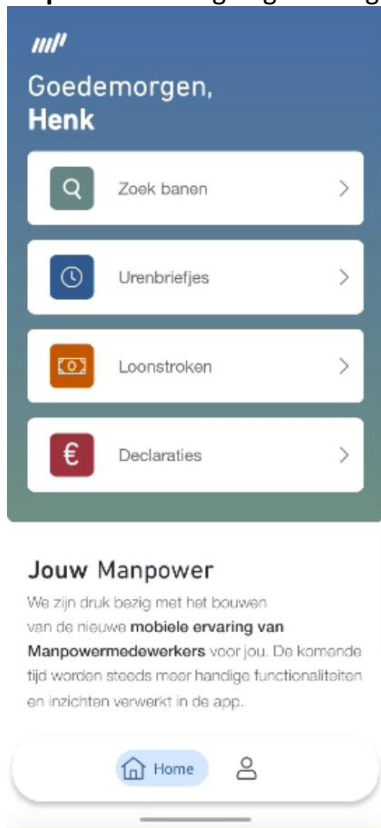 Goedemorgen,
Henk
Zoek banen
Urenbriefjes
Loonstroken
€ Declaraties
Jouw Manpower
We zijn druk bezig met het bouwen
van de nieuwe mobiele ervaring van
Manpowermedewerkers voor jou. De komende
tijd worden steeds meer handige functionaliteiten
en inzichten verwerkt in de app.
Home